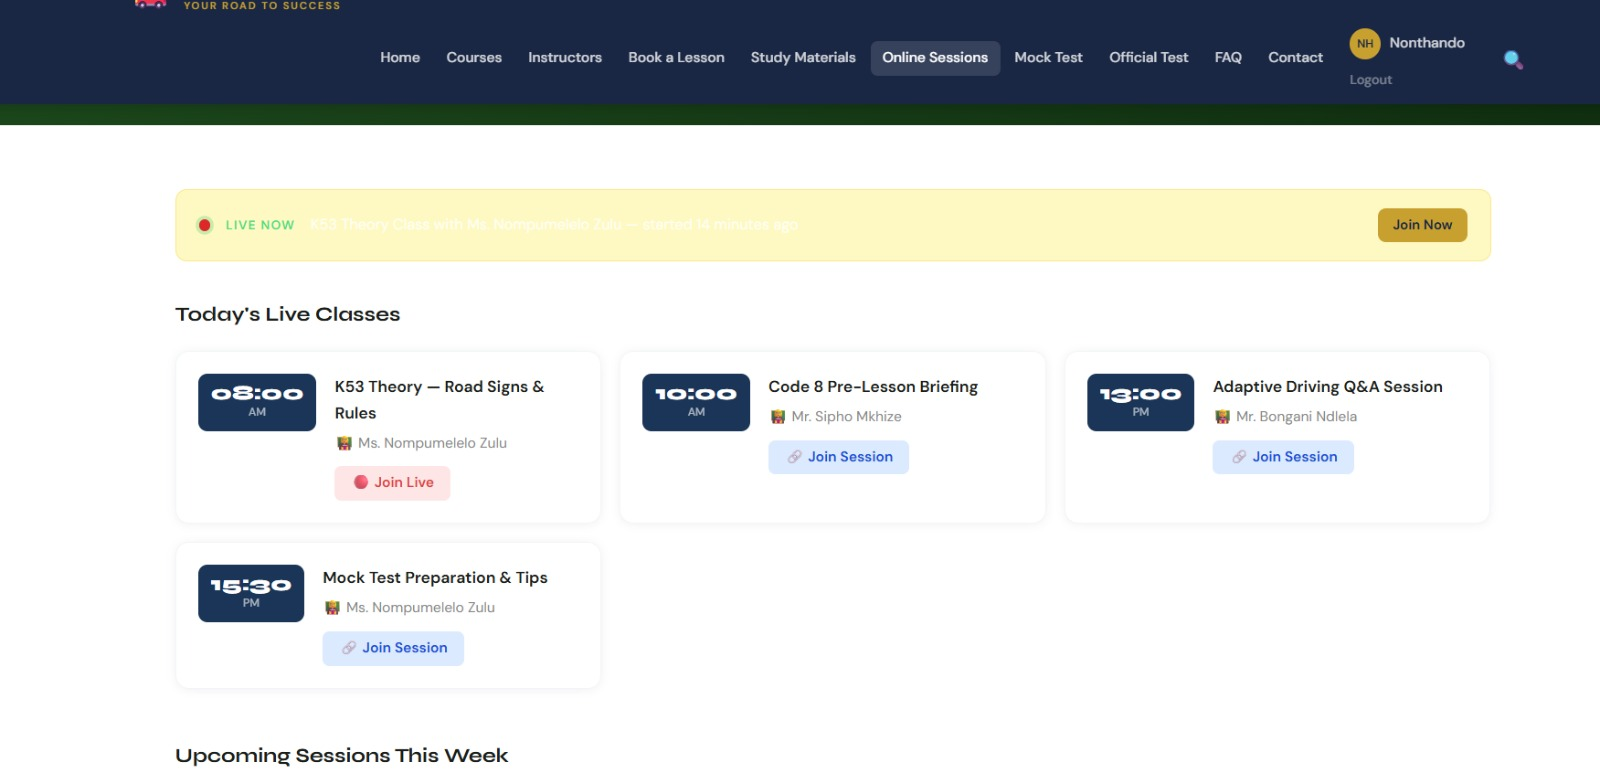 YOUR ROAD TO SUCCESS
Home Courses Instructors Book a Lesson Study Materials Online Sessions Mock Test Official Test FAQ Contact NH Nonthando
Logout
LIVE NOW K53 Theory Class with Ms. Nompumelelo Zulu — started 14 minutes ago Join Now
Today's Live Classes
08:00
AM
K53 Theory — Road Signs &
Rules
Ms. Nompumelelo Zulu
Join Live
10:00
AM
Code 8 Pre-Lesson Briefing
Mr. Sipho Mkhize
Join Session
13:00
PM
Adaptive Driving Q&A Session
Mr. Bongani Ndlela
Join Session
15:30
PM
Mock Test Preparation & Tips
Ms. Nompumelelo Zulu
Join Session
Upcoming Sessions This Week